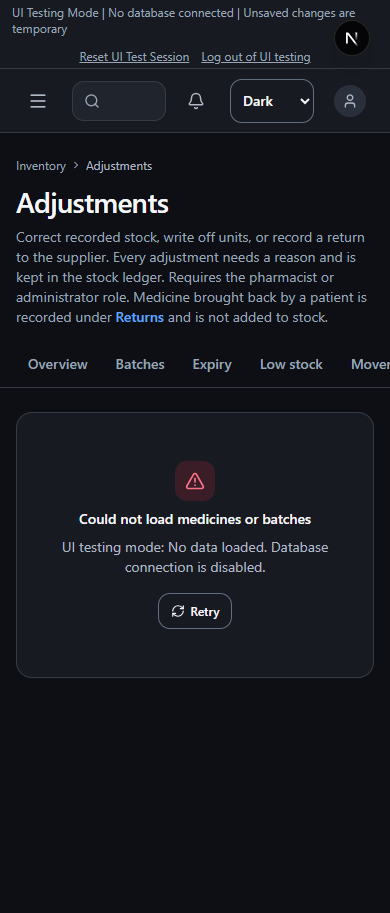 UI Testing Mode | No database connected | Unsaved changes are
temporary
N
Reset UI Test Session Log out of UI testing
Dark
Inventory > Adjustments
Adjustments
Correct recorded stock, write off units, or record a return
to the supplier. Every adjustment needs a reason and is
kept in the stock ledger. Requires the pharmacist or
administrator role. Medicine brought back by a patient is
recorded under Returns and is not added to stock.
Overview Batches Expiry Low stock Mover
Could not load medicines or batches
UI testing mode: No data loaded. Database
connection is disabled.
Retry